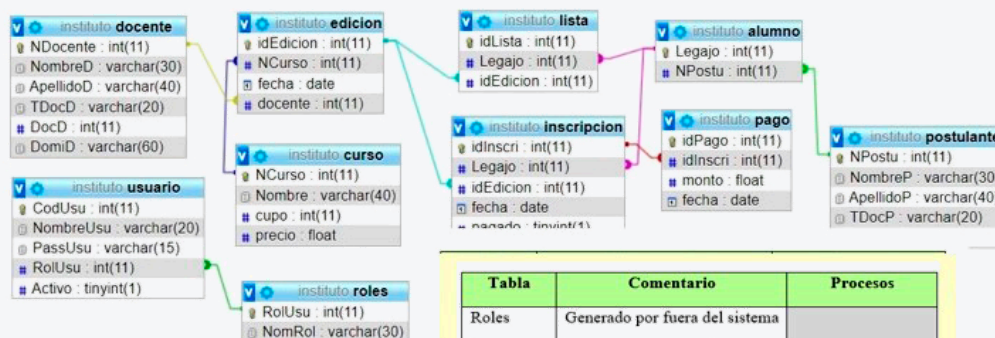 instituto docente
NDocente : int(11)
NombreD : varchar(30)
ApellidoD : varchar(40)
TDocD : varchar(20)
DocD : int(11)
DomiD : varchar(60)
instituto edicion
idEdicion : int(11)
NCurso : int(11)
fecha : date
docente : int(11)
instituto lista
idLista : int(11)
Legajo : int(11)
idEdicion : int(11)
instituto alumno
Legajo : int(11)
NPostu : int(11)
instituto usuario
CodUsu : int(11)
NombreUsu : varchar(20)
PassUsu : varchar(15)
RolUsu : int(11)
Activo : tinyint(1)
instituto curso
NCurso : int(11)
Nombre : varchar(40)
cupo : int(11)
precio : float
instituto inscripcion
idInscri : int(11)
Legajo : int(11)
idEdicion : int(11)
fecha : date
pagado : tinyint(1)
instituto pago
idPago : int(11)
idInscri : int(11)
monto : float
fecha : date
instituto postulante
NPostu : int(11)
NombreP : varchar(30
ApellidoP : varchar(40
TDocP : varchar(20)
instituto roles
RolUsu : int(11)
NomRol : varchar(30)
Tabla Comentario Procesos
Roles Generado por fuera del sistema